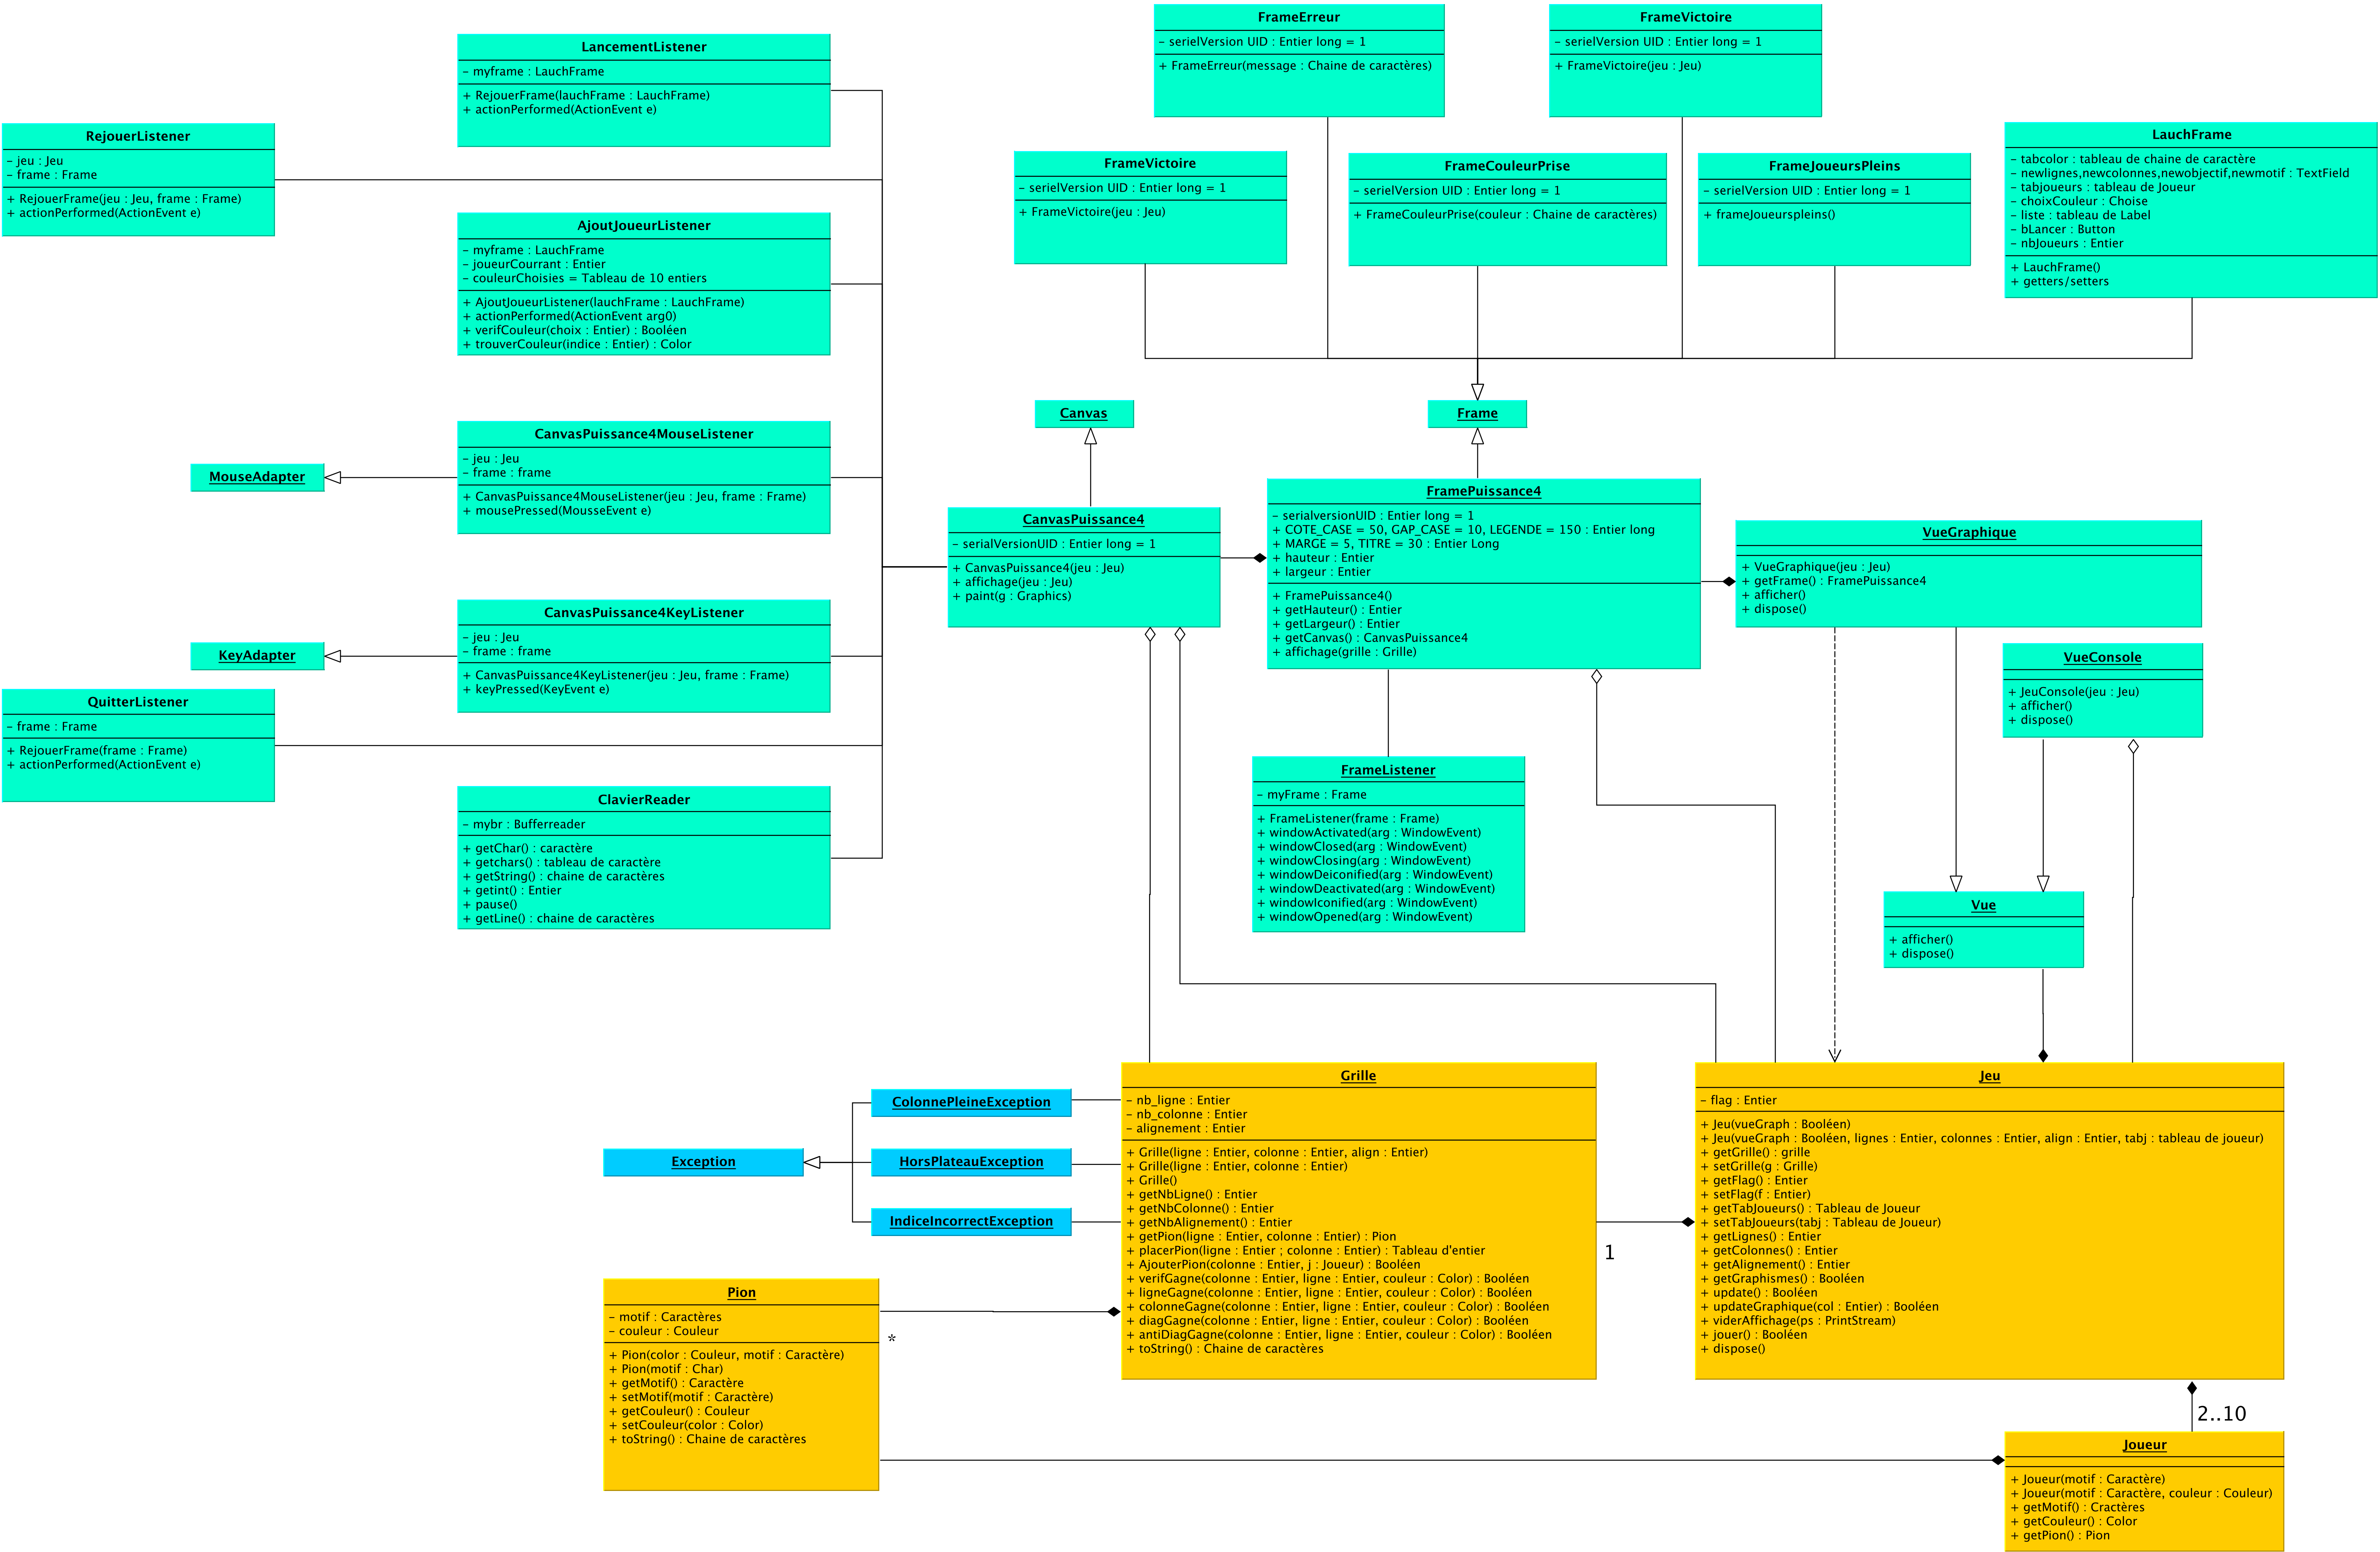 FrameErreur
– serielVersion UID : Entier long = 1
+ FrameErreur(message : Chaine de caractères)
FrameVictoire
– serielVersion UID : Entier long = 1
+ FrameVictoire(jeu : Jeu)
LancementListener
– myframe : LauchFrame
+ RejouerFrame(lauchFrame : LauchFrame)
+ actionPerformed(ActionEvent e)
RejouerListener
– jeu : Jeu
– frame : Frame
+ RejouerFrame(jeu : Jeu, frame : Frame)
+ actionPerformed(ActionEvent e)
FrameVictoire
– serielVersion UID : Entier long = 1
+ FrameVictoire(jeu : Jeu)
FrameCouleurPrise
– serielVersion UID : Entier long = 1
+ FrameCouleurPrise(couleur : Chaine de caractères)
FrameJoueursPleins
– serielVersion UID : Entier long = 1
+ frameJoueurspleins()
LauchFrame
– tabcolor : tableau de chaine de caractère
– newlignes,newcolonnes,newobjectif,newmotif : TextField
– tabjoueurs : tableau de Joueur
– choixCouleur : Choise
– liste : tableau de Label
– bLancer : Button
– nbJoueurs : Entier
+ LauchFrame()
+ getters/setters
AjoutJoueurListener
– myframe : LauchFrame
– joueurCourrant : Entier
– couleurChoisies = Tableau de 10 entiers
+ AjoutJoueurListener(lauchFrame : LauchFrame)
+ actionPerformed(ActionEvent arg0)
+ verifCouleur(choix : Entier) : Booléen
+ trouverCouleur(indice : Entier) : Color
Canvas
Frame
MouseAdapter
CanvasPuissance4MouseListener
– jeu : Jeu
– frame : frame
+ CanvasPuissance4MouseListener(jeu : Jeu, frame : Frame)
+ mousePressed(MousseEvent e)
CanvasPuissance4
– serialVersionUID : Entier long = 1
+ CanvasPuissance4(jeu : Jeu)
+ affichage(jeu : Jeu)
+ paint(g : Graphics)
FramePuissance4
– serialversionUID : Entier long = 1
+ COTE_CASE = 50, GAP_CASE = 10, LEGENDE = 150 : Entier long
+ MARGE = 5, TITRE = 30 : Entier Long
+ hauteur : Entier
+ largeur : Entier
+ FramePuissance4()
+ getHauteur() : Entier
+ getLargeur() : Entier
+ getCanvas() : CanvasPuissance4
+ affichage(grille : Grille)
VueGraphique
+ VueGraphique(jeu : Jeu)
+ getFrame() : FramePuissance4
+ afficher()
+ dispose()
KeyAdapter
CanvasPuissance4KeyListener
– jeu : Jeu
– frame : frame
+ CanvasPuissance4KeyListener(jeu : Jeu, frame : Frame)
+ keyPressed(KeyEvent e)
VueConsole
+ JeuConsole(jeu : Jeu)
+ afficher()
+ dispose()
QuitterListener
– frame : Frame
+ RejouerFrame(frame : Frame)
+ actionPerformed(ActionEvent e)
ClavierReader
– mybr : Bufferreader
+ getChar() : caractère
+ getchars() : tableau de caractère
+ getString() : chaine de caractères
+ getint() : Entier
+ pause()
+ getLine() : chaine de caractères
FrameListener
– myFrame : Frame
+ FrameListener(frame : Frame)
+ windowActivated(arg : WindowEvent)
+ windowClosed(arg : WindowEvent)
+ windowClosing(arg : WindowEvent)
+ windowDeiconified(arg : WindowEvent)
+ windowDeactivated(arg : WindowEvent)
+ windowIconified(arg : WindowEvent)
+ windowOpened(arg : WindowEvent)
Vue
+ afficher()
+ dispose()
Exception
ColonnePleineException
HorsPlateauException
IndiceIncorrectException
Grille
– nb_ligne : Entier
– nb_colonne : Entier
– alignement : Entier
+ Grille(ligne : Entier, colonne : Entier, align : Entier)
+ Grille(ligne : Entier, colonne : Entier)
+ Grille()
+ getNbLigne() : Entier
+ getNbColonne() : Entier
+ getNbAlignement() : Entier
+ getPion(ligne : Entier, colonne : Entier) : Pion
+ placerPion(ligne : Entier ; colonne : Entier) : Tableau d'entier
+ AjouterPion(colonne : Entier, j : Joueur) : Booléen
+ verifGagne(colonne : Entier, ligne : Entier, couleur : Color) : Booléen
+ ligneGagne(colonne : Entier, ligne : Entier, couleur : Color) : Booléen
+ colonneGagne(colonne : Entier, ligne : Entier, couleur : Color) : Booléen
+ diagGagne(colonne : Entier, ligne : Entier, couleur : Color) : Booléen
+ antiDiagGagne(colonne : Entier, ligne : Entier, couleur : Color) : Booléen
+ toString() : Chaine de caractères
1
Jeu
– flag : Entier
+ Jeu(vueGraph : Booléen)
+ Jeu(vueGraph : Booléen, lignes : Entier, colonnes : Entier, align : Entier, tabj : tableau de joueur)
+ getGrille() : grille
+ setGrille(g : Grille)
+ getFlag() : Entier
+ setFlag(f : Entier)
+ getTabJoueurs() : Tableau de Joueur
+ setTabJoueurs(tabj : Tableau de Joueur)
+ getLignes() : Entier
+ getColonnes() : Entier
+ getAlignement() : Entier
+ getGraphismes() : Booléen
+ update() : Booléen
+ updateGraphique(col : Entier) : Booléen
+ viderAffichage(ps : PrintStream)
+ jouer() : Booléen
+ dispose()
Pion
– motif : Caractères
– couleur : Couleur
+ Pion(color : Couleur, motif : Caractère)
+ Pion(motif : Char)
+ getMotif() : Caractère
+ setMotif(motif : Caractère)
+ getCouleur() : Couleur
+ setCouleur(color : Color)
+ toString() : Chaine de caractères
*
2..10
Joueur
+ Joueur(motif : Caractère)
+ Joueur(motif : Caractère, couleur : Couleur)
+ getMotif() : Cractères
+ getCouleur() : Color
+ getPion() : Pion